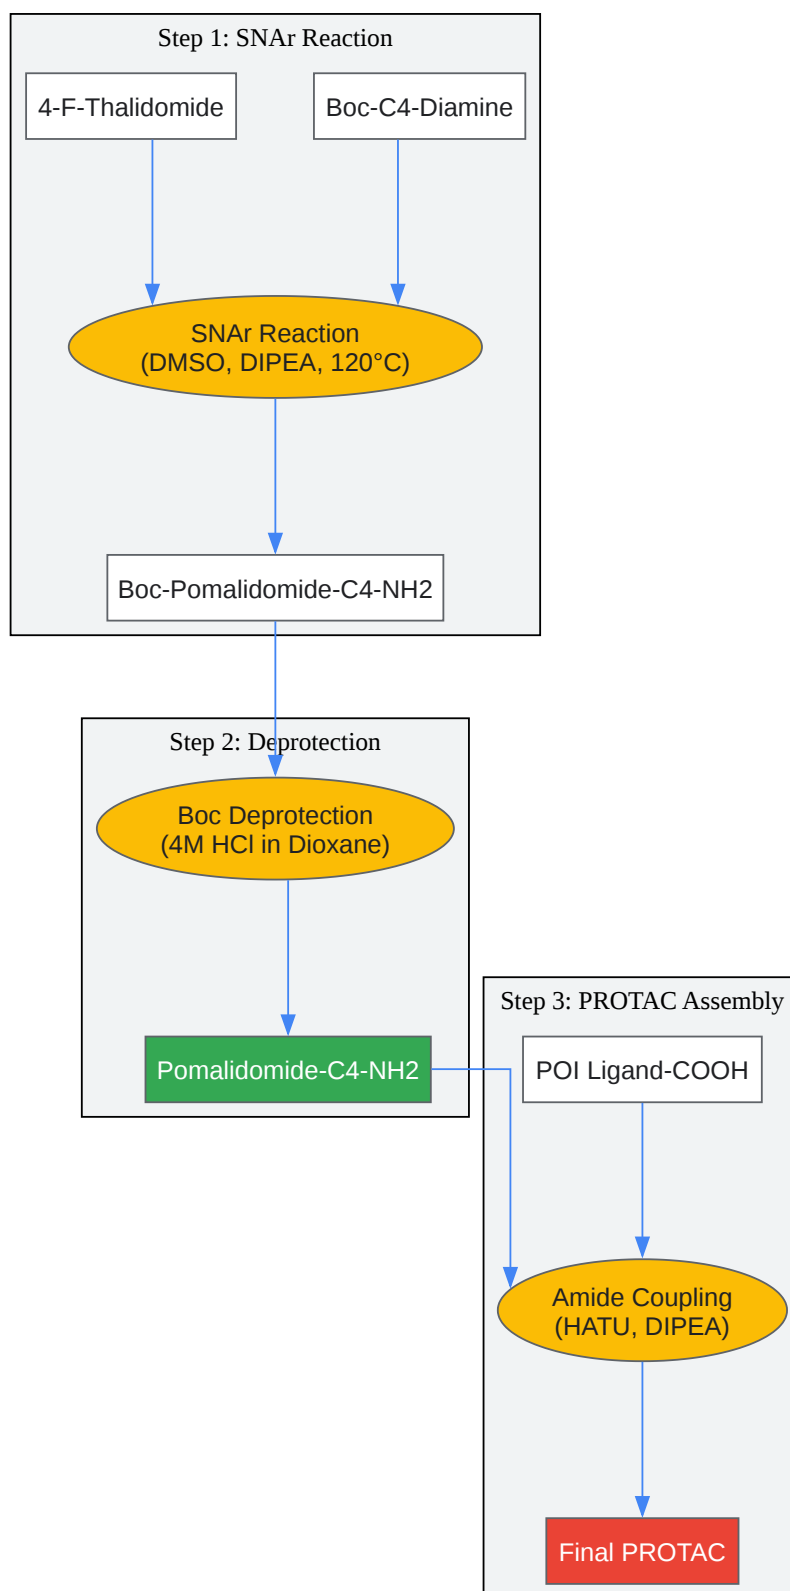 Step 1: SNAr Reaction
4-F-Thalidomide
Boc-C4-Diamine
SNAr Reaction
(DMSO, DIPEA, 120°C)
Boc-Pomalidomide-C4-NH2
Step 2: Deprotection
Boc Deprotection
(4M HCl in Dioxane)
Pomalidomide-C4-NH2
Step 3: PROTAC Assembly
POI Ligand-COOH
Amide Coupling
(HATU, DIPEA)
Final PROTAC